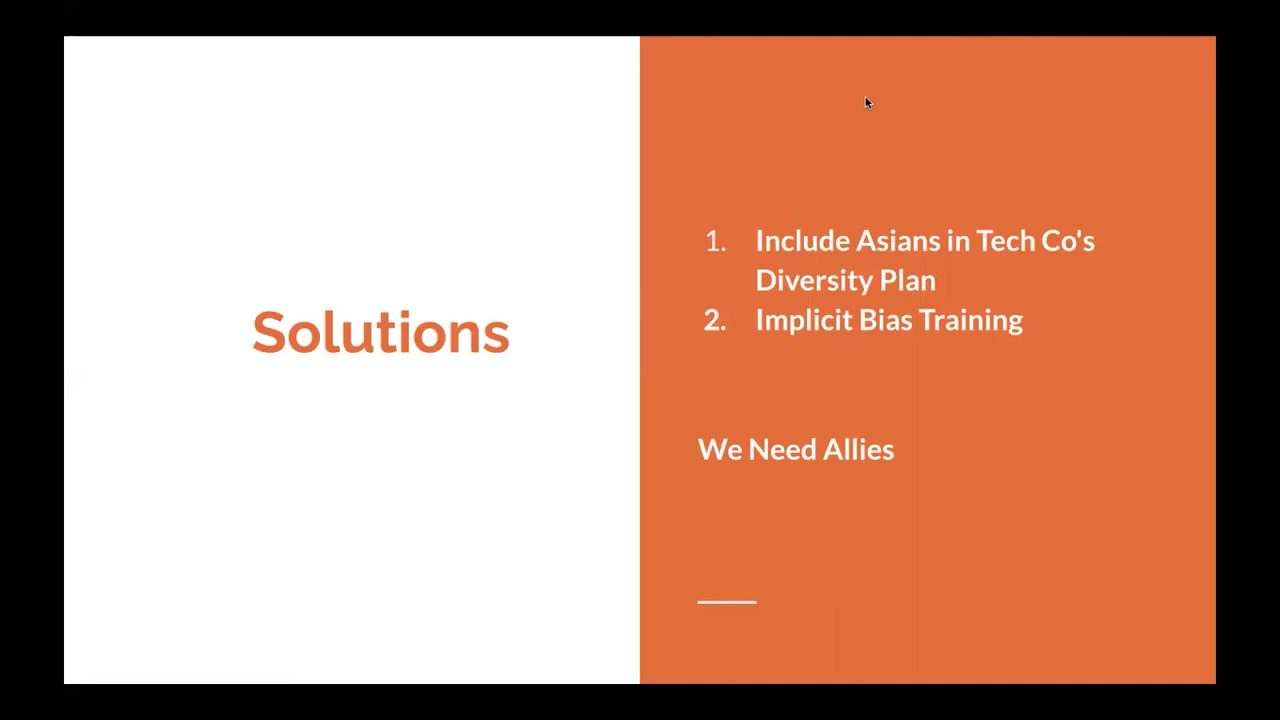 Solutions
1. Include Asians in Tech Co's
Diversity Plan
2. Implicit Bias Training
We Need Allies